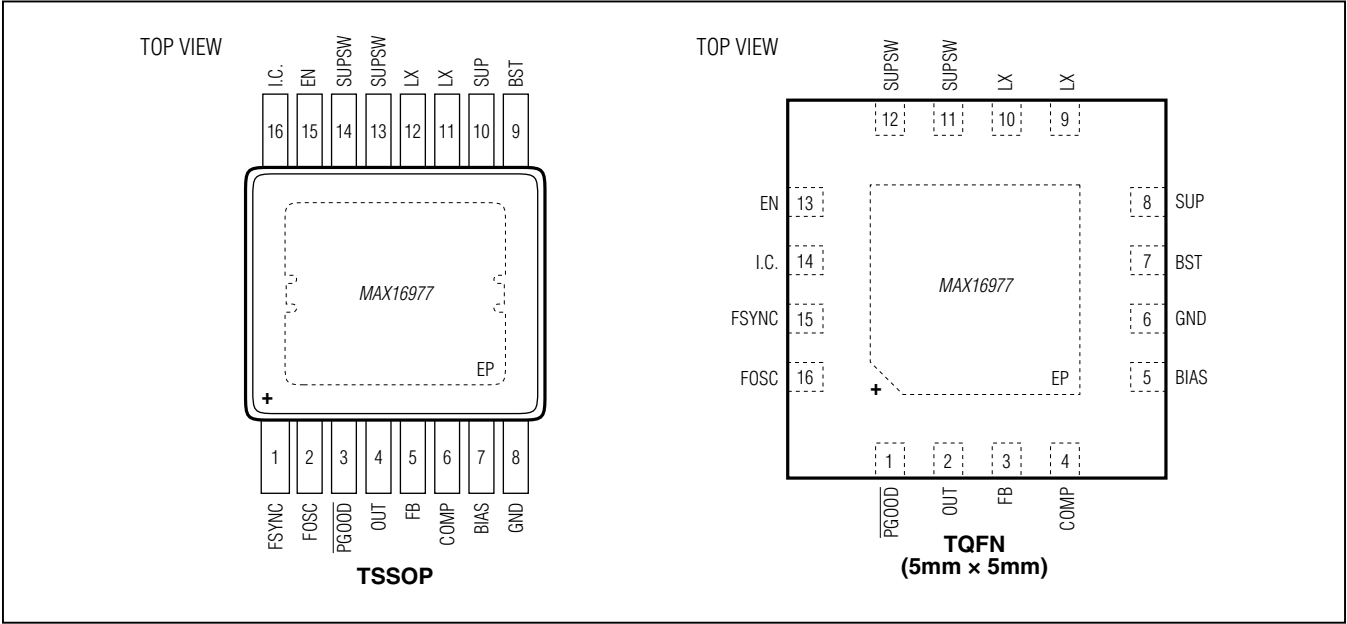 TOP VIEW
I.C. EN SUPSW SUPSW LX LX SUP BST
16 15 14 13 12 11 10 9
MAX16977
EP
+
1 2 3 4 5 6 7 8
FSYNC FOSC PGOOD OUT FB COMP BIAS GND
TSSOP
TOP VIEW
SUPSW SUPSW LX LX
12 11 10 9
EN 13 8 SUP
I.C. 14 7 BST
MAX16977
FSYNC 15 6 GND
FOSC 16 5 BIAS
EP
+
1 2 3 4
PGOOD OUT FB COMP
TQFN
(5mm × 5mm)